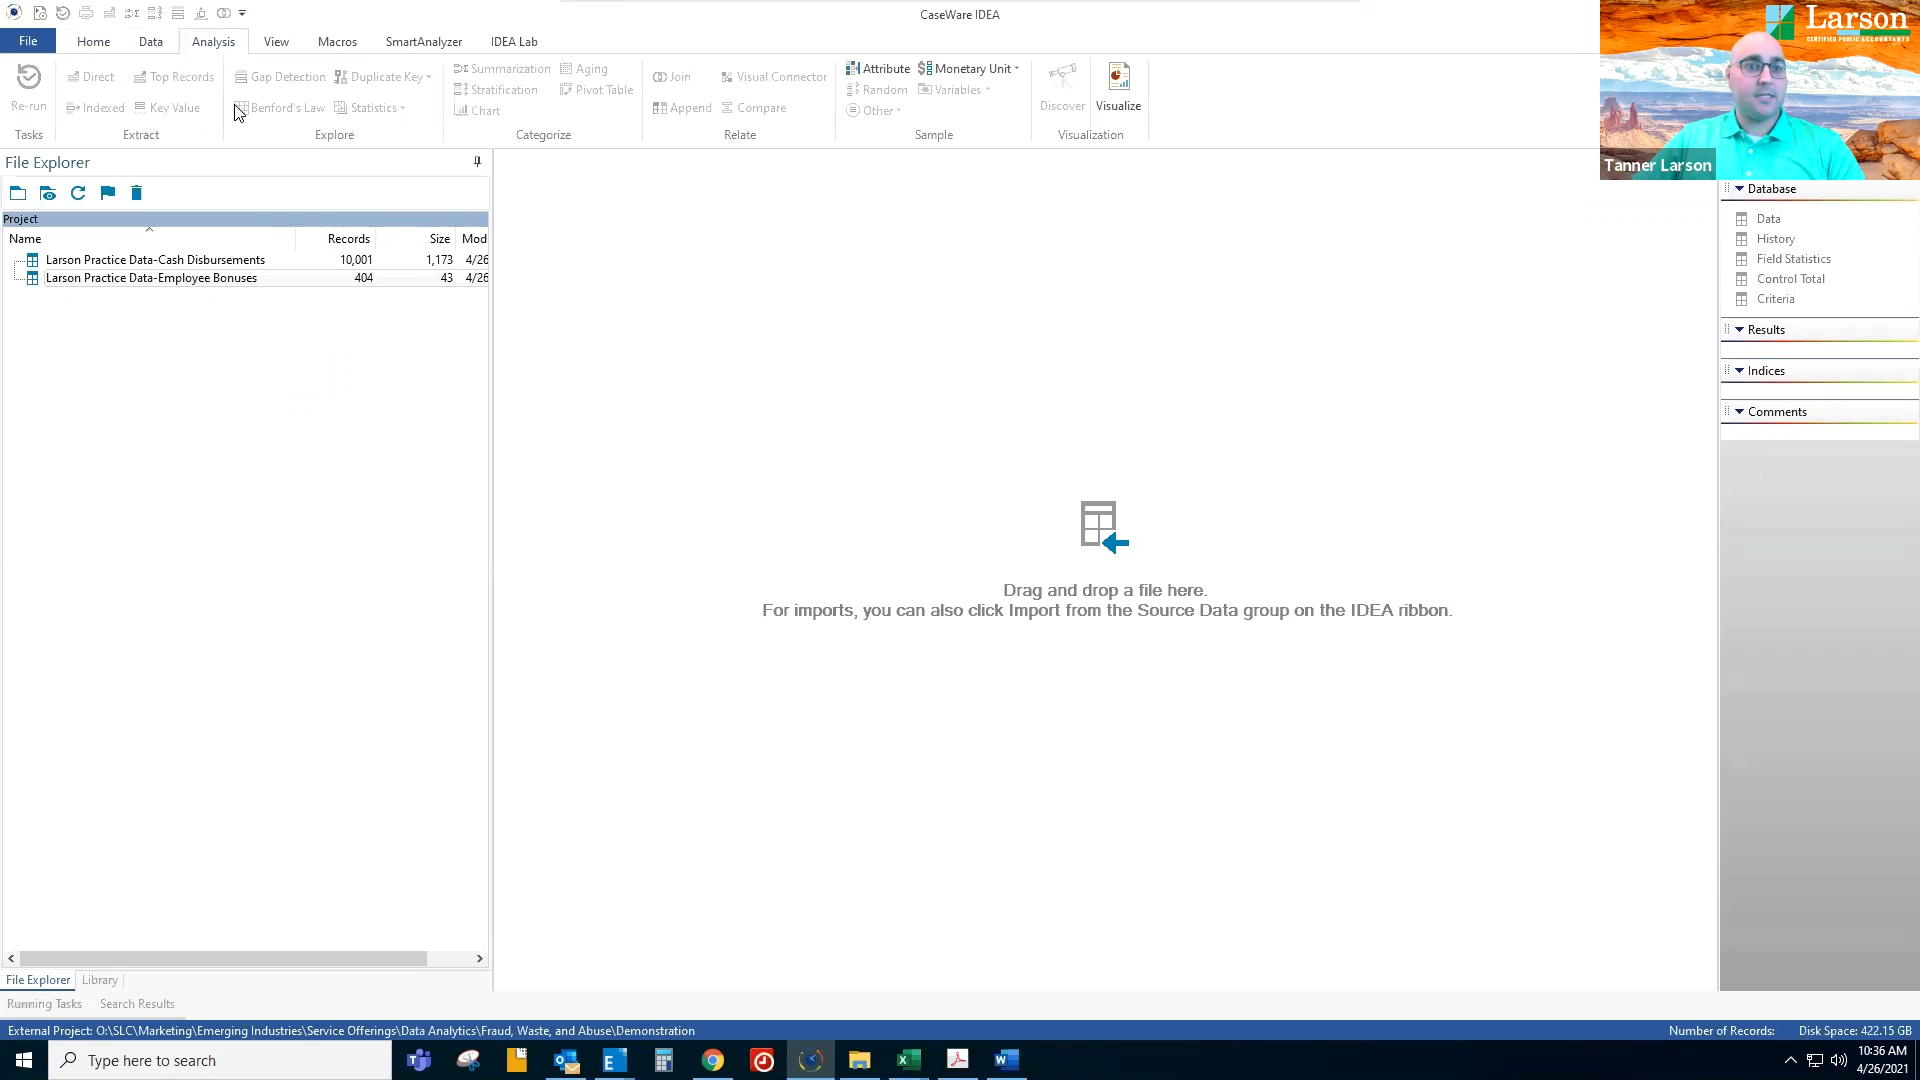 CaseWare IDEA
File
Home
Data
Analysis
View
Macros
SmartAnalyzer
IDEA Lab
Re-run
Tasks
Direct
Top Records
Indexed
Key Value
Extract
Gap Detection
Duplicate Key
Benford's Law
Statistics
Explore
Summarization
Aging
Stratification
Pivot Table
Chart
Categorize
Join
Visual Connector
Append
Compare
Relate
Attribute
Monetary Unit
Random
Variables
Other
Sample
Discover
Visualize
Visualization
Larson
CERTIFIED PUBLIC ACCOUNTANTS
Tanner Larson
File Explorer
Project
Name Records Size Mod
Larson Practice Data-Cash Disbursements 10,001 1,173 4/26
Larson Practice Data-Employee Bonuses 404 43 4/26
Drag and drop a file here.
For imports, you can also click Import from the Source Data group on the IDEA ribbon.
Database
Data
History
Field Statistics
Control Total
Criteria
Results
Indices
Comments
File Explorer
Library
Running Tasks
Search Results
External Project: O:\SLC\Marketing\Emerging Industries\Service Offerings\Data Analytics\Fraud, Waste, and Abuse\Demonstration
Number of Records:
Disk Space: 422.15 GB
Type here to search
10:36 AM
4/26/2021